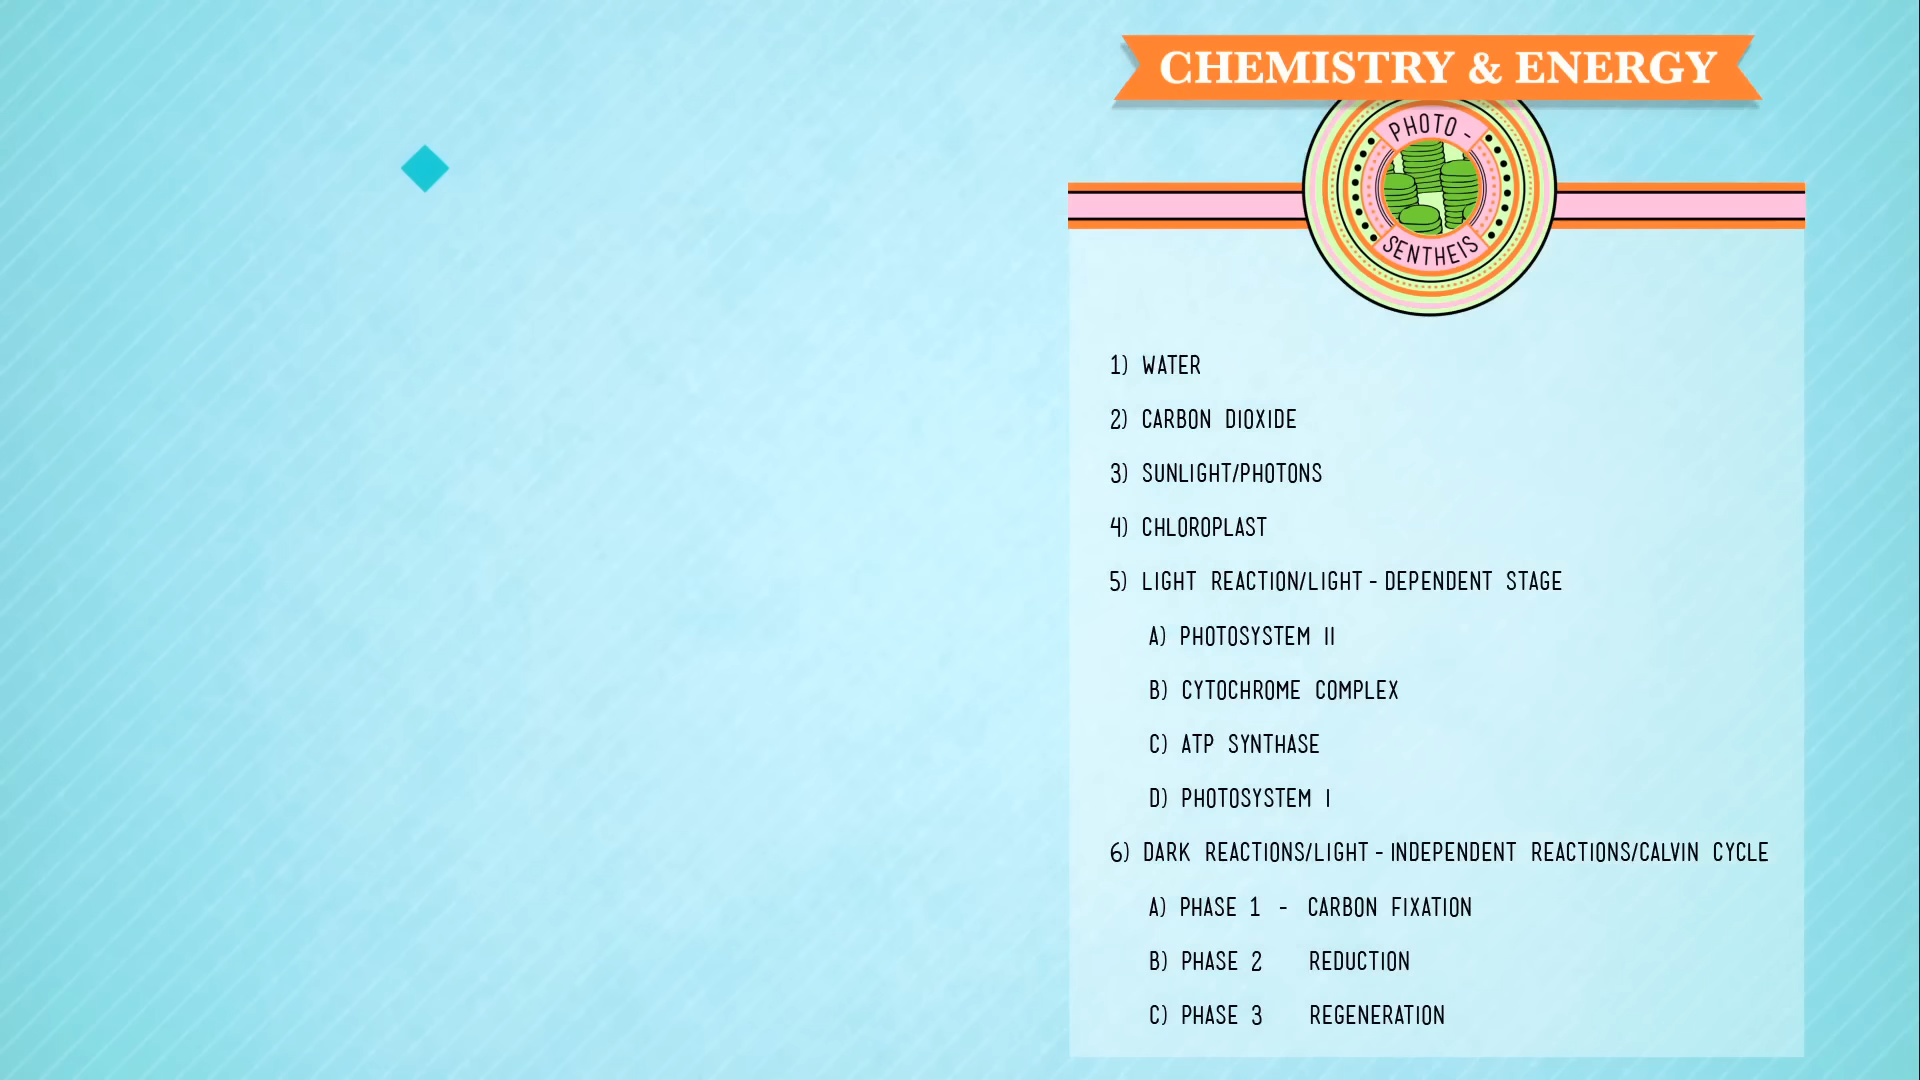 CHEMISTRY & ENERGY
PHOTO -
SENTHEIS
1) WATER
2) CARBON DIOXIDE
3) SUNLIGHT/PHOTONS
4) CHLOROPLAST
5) LIGHT REACTION/LIGHT - DEPENDENT STAGE
A) PHOTOSYSTEM II
B) CYTOCHROME COMPLEX
C) ATP SYNTHASE
D) PHOTOSYSTEM I
6) DARK REACTIONS/LIGHT - INDEPENDENT REACTIONS/CALVIN CYCLE
A) PHASE 1 - CARBON FIXATION
B) PHASE 2 REDUCTION
C) PHASE 3 REGENERATION